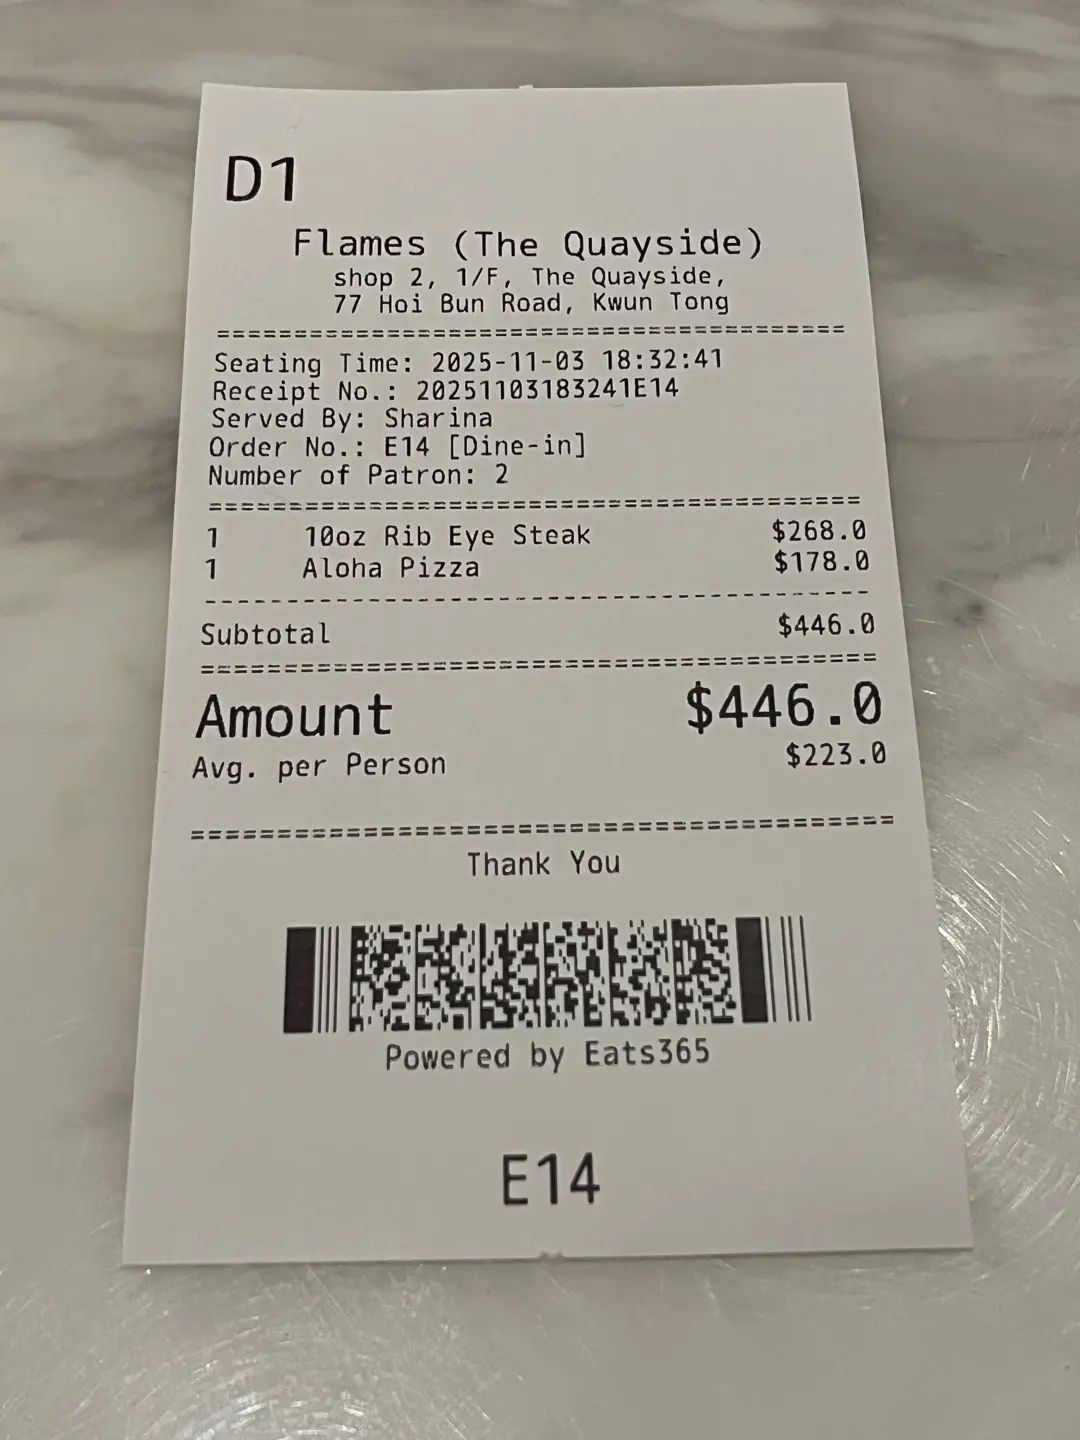 D1
Flames (The Quayside)
shop 2, 1/F, The Quayside,
77 Hoi Bun Road, Kwun Tong
=========================================
Seating Time: 2025-11-03 18:32:41
Receipt No.: 20251103183241E14
Served By: Sharina
Order No.: E14 [Dine-in]
Number of Patron: 2
=========================================
1 10oz Rib Eye Steak $268.0
1 Aloha Pizza $178.0
-----------------------------------------
Subtotal $446.0
=========================================
Amount $446.0
Avg. per Person $223.0
=========================================
Thank You
Powered by Eats365
E14